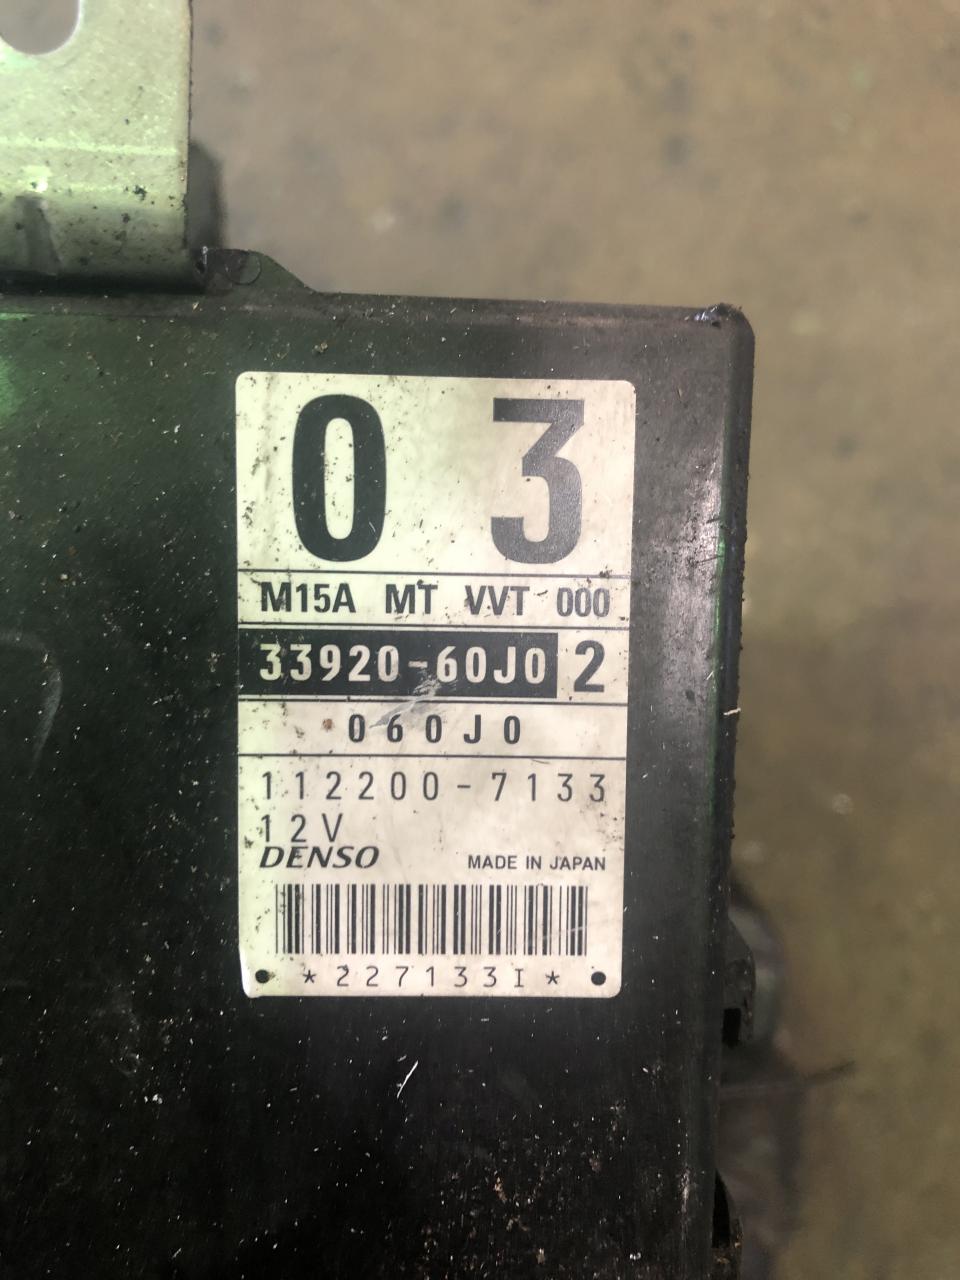 0 3
M15A MT VVT 000
33920-60J0 2
060J0
112200-7133
12V
DENSO MADE IN JAPAN
*227133I*